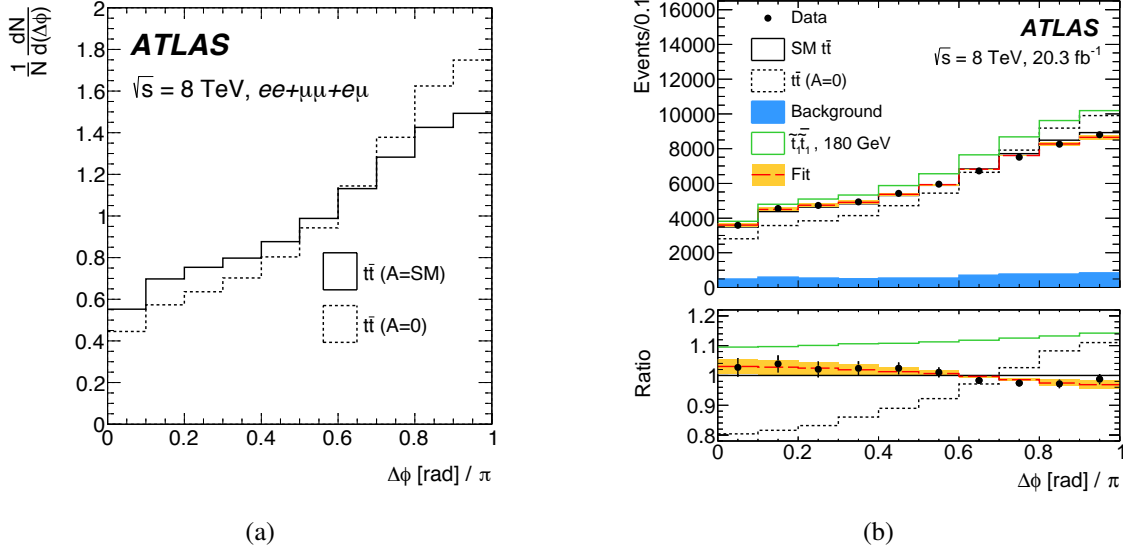 1/N dN/d(Δϕ)
2
1.8
1.6
1.4
1.2
1
0.8
0.6
0.4
0.2
0
ATLAS
√s = 8 TeV, ee+μμ+eμ
tt̄ (A=SM)
tt̄ (A=0)
0 0.2 0.4 0.6 0.8 1
Δϕ [rad] / π
(a)
Events/0.1
16000
14000
12000
10000
8000
6000
4000
2000
0
Data
SM tt̄
tt̄ (A=0)
Background
t̃₁t̃̄₁ , 180 GeV
Fit
ATLAS
√s = 8 TeV, 20.3 fb⁻¹
Ratio
1.2
1.1
1
0.9
0.8
0 0.2 0.4 0.6 0.8 1
Δϕ [rad] / π
(b)